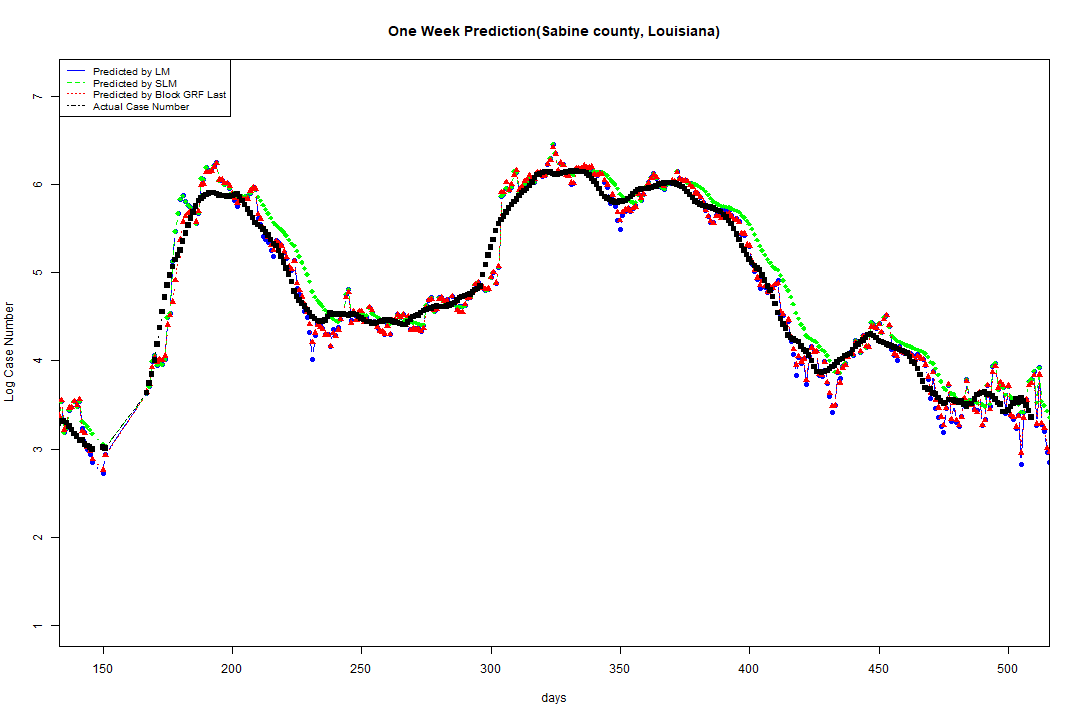 One Week Prediction(Sabine county, Louisiana)
Predicted by LM
Predicted by SLM
Predicted by Block GRF Last
Actual Case Number
7
6
5
4
3
2
1
Log Case Number
150 200 250 300 350 400 450 500
days